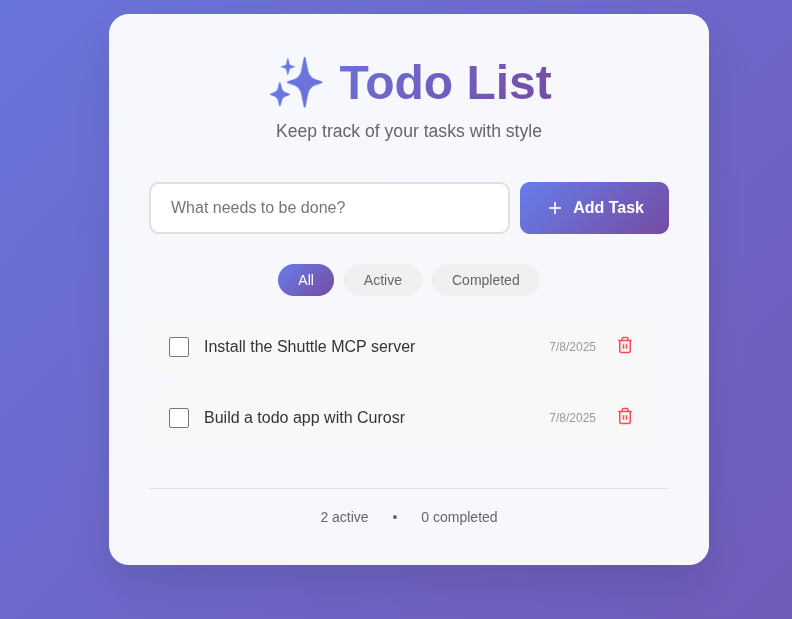 ✨ Todo List
Keep track of your tasks with style
What needs to be done?
+ Add Task
All Active Completed
Install the Shuttle MCP server 7/8/2025
Build a todo app with Curosr 7/8/2025
2 active • 0 completed